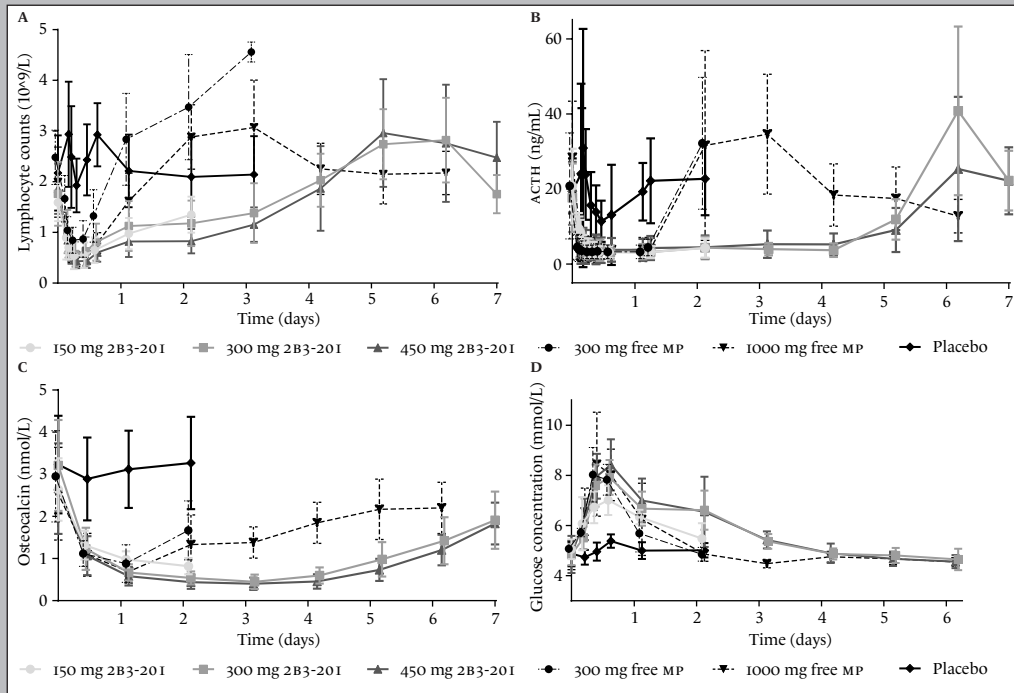 A
Lymphocyte counts (10^9/L)
5
4
3
2
1
0
1 2 3 4 5 6 7
Time (days)
B
ACTH (ng/mL)
60
40
20
0
1 2 3 4 5 6 7
Time (days)
150 mg 2B3-201 300 mg 2B3-201 450 mg 2B3-201 300 mg free MP 1000 mg free MP Placebo
C
Osteocalcin (nmol/L)
5
4
3
2
1
0
1 2 3 4 5 6 7
Time (days)
D
Glucose concentration (mmol/L)
10
8
6
4
1 2 3 4 5 6
Time (days)
150 mg 2B3-201 300 mg 2B3-201 450 mg 2B3-201 300 mg free MP 1000 mg free MP Placebo